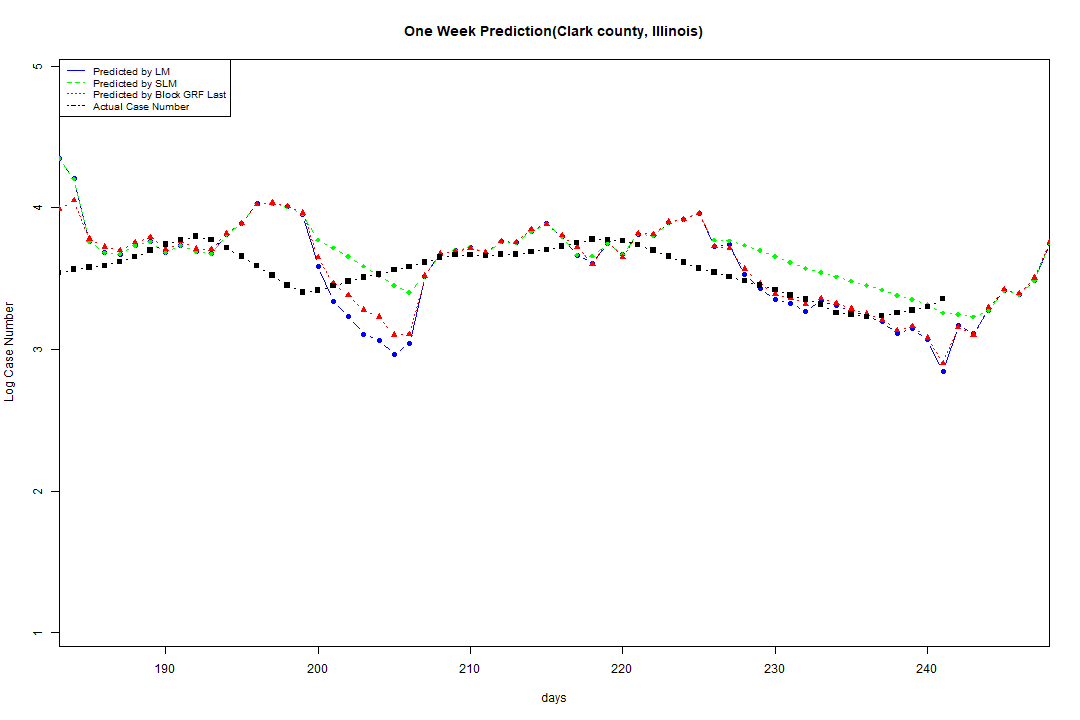 One Week Prediction(Clark county, Illinois)
Predicted by LM
Predicted by SLM
Predicted by Block GRF Last
Actual Case Number
5
4
3
2
1
Log Case Number
190 200 210 220 230 240
days